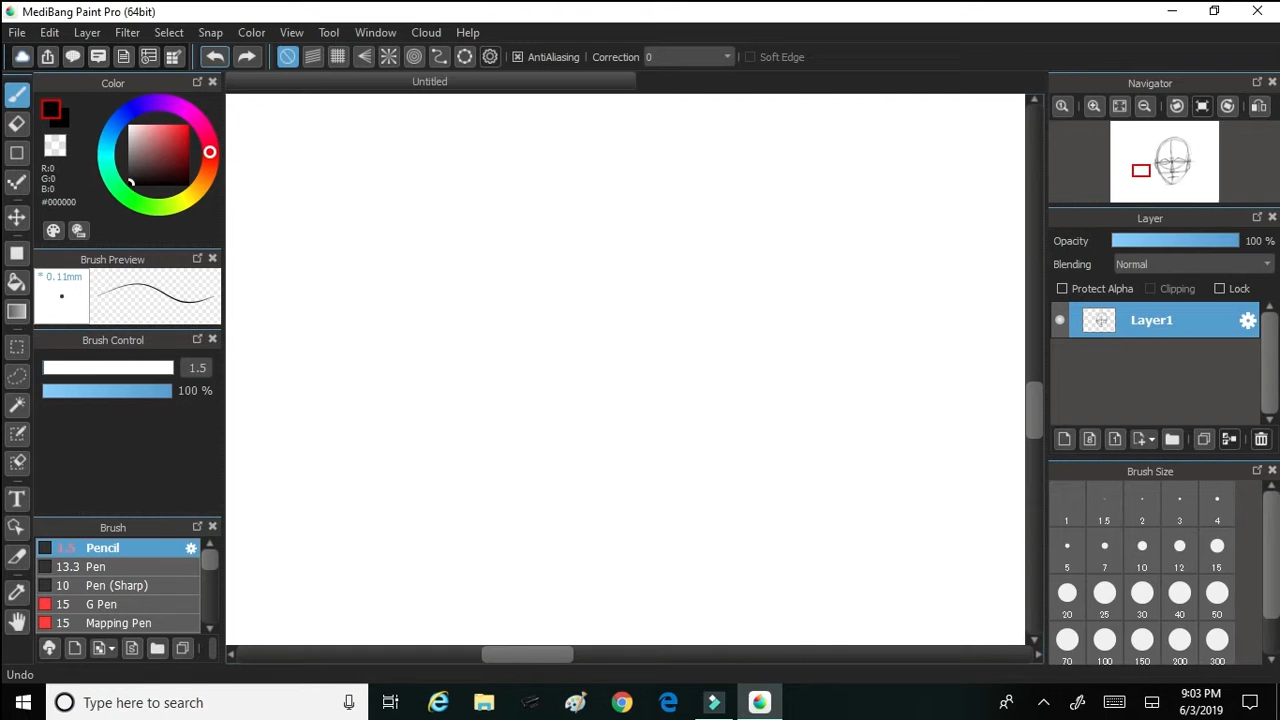 MediBang Paint Pro (64bit)
File Edit Layer Filter Select Snap Color View Tool Window Cloud Help
AntiAliasing Correction 0 Soft Edge
Color
Untitled
Navigator
R:0
G:0
B:0
#000000
Layer
Opacity 100 %
Blending Normal
Brush Preview
* 0.11mm
Protect Alpha Clipping Lock
Layer1
Brush Control
1.5
100 %
Brush Size
1 1.5 2 3 4
5 7 10 12 15
20 25 30 40 50
70 100 150 200 300
Brush
1.5 Pencil
13.3 Pen
10 Pen (Sharp)
15 G Pen
15 Mapping Pen
Undo
Type here to search
9:03 PM
6/3/2019